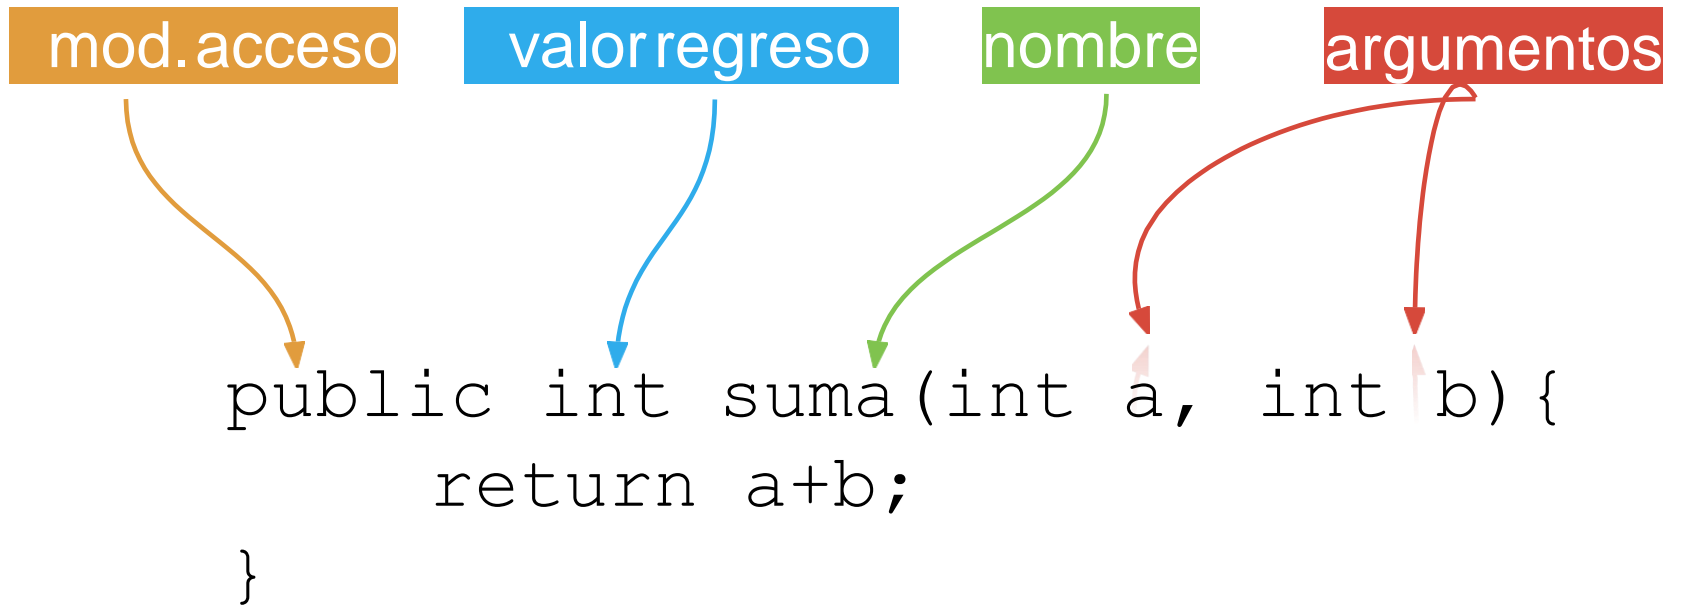 mod. acceso valor regreso nombre argumentos
public int suma(int a, int b){
return a+b;
}